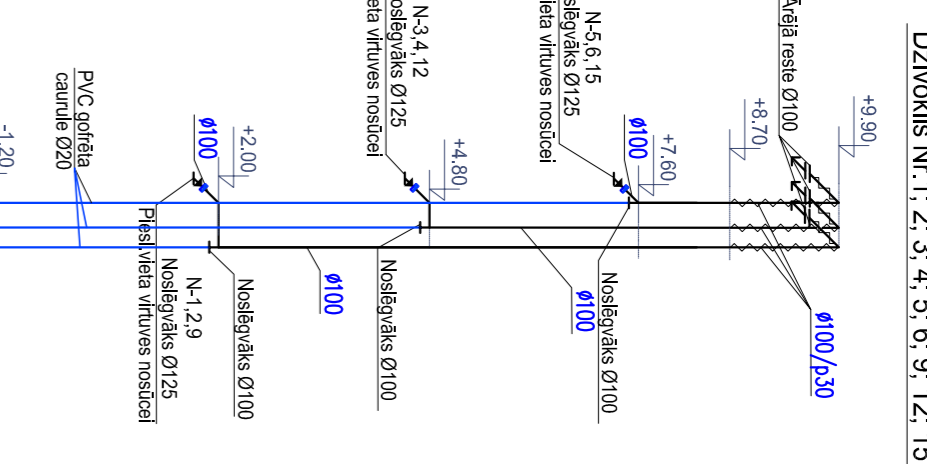 Dzīvoklis Nr.1; 2; 3; 4; 5; 6; 9; 12; 15
+9.90
+8.70
Ārējā reste Ø100
ø100/p30
+7.60
ø100
N-5,6,15
Noslēgvāks Ø125
vieta virtuves nosūcei
Noslēgvāks Ø100
ø100
+4.80
N-3,4,12
Noslēgvāks Ø125
vieta virtuves nosūcei
Noslēgvāks Ø100
ø100
+2.00
ø100
Noslēgvāks Ø100
N-1,2,9
Noslēgvāks Ø125
Piesl.vieta virtuves nosūcei
PVC gofrēta
caurule Ø20
-1.20